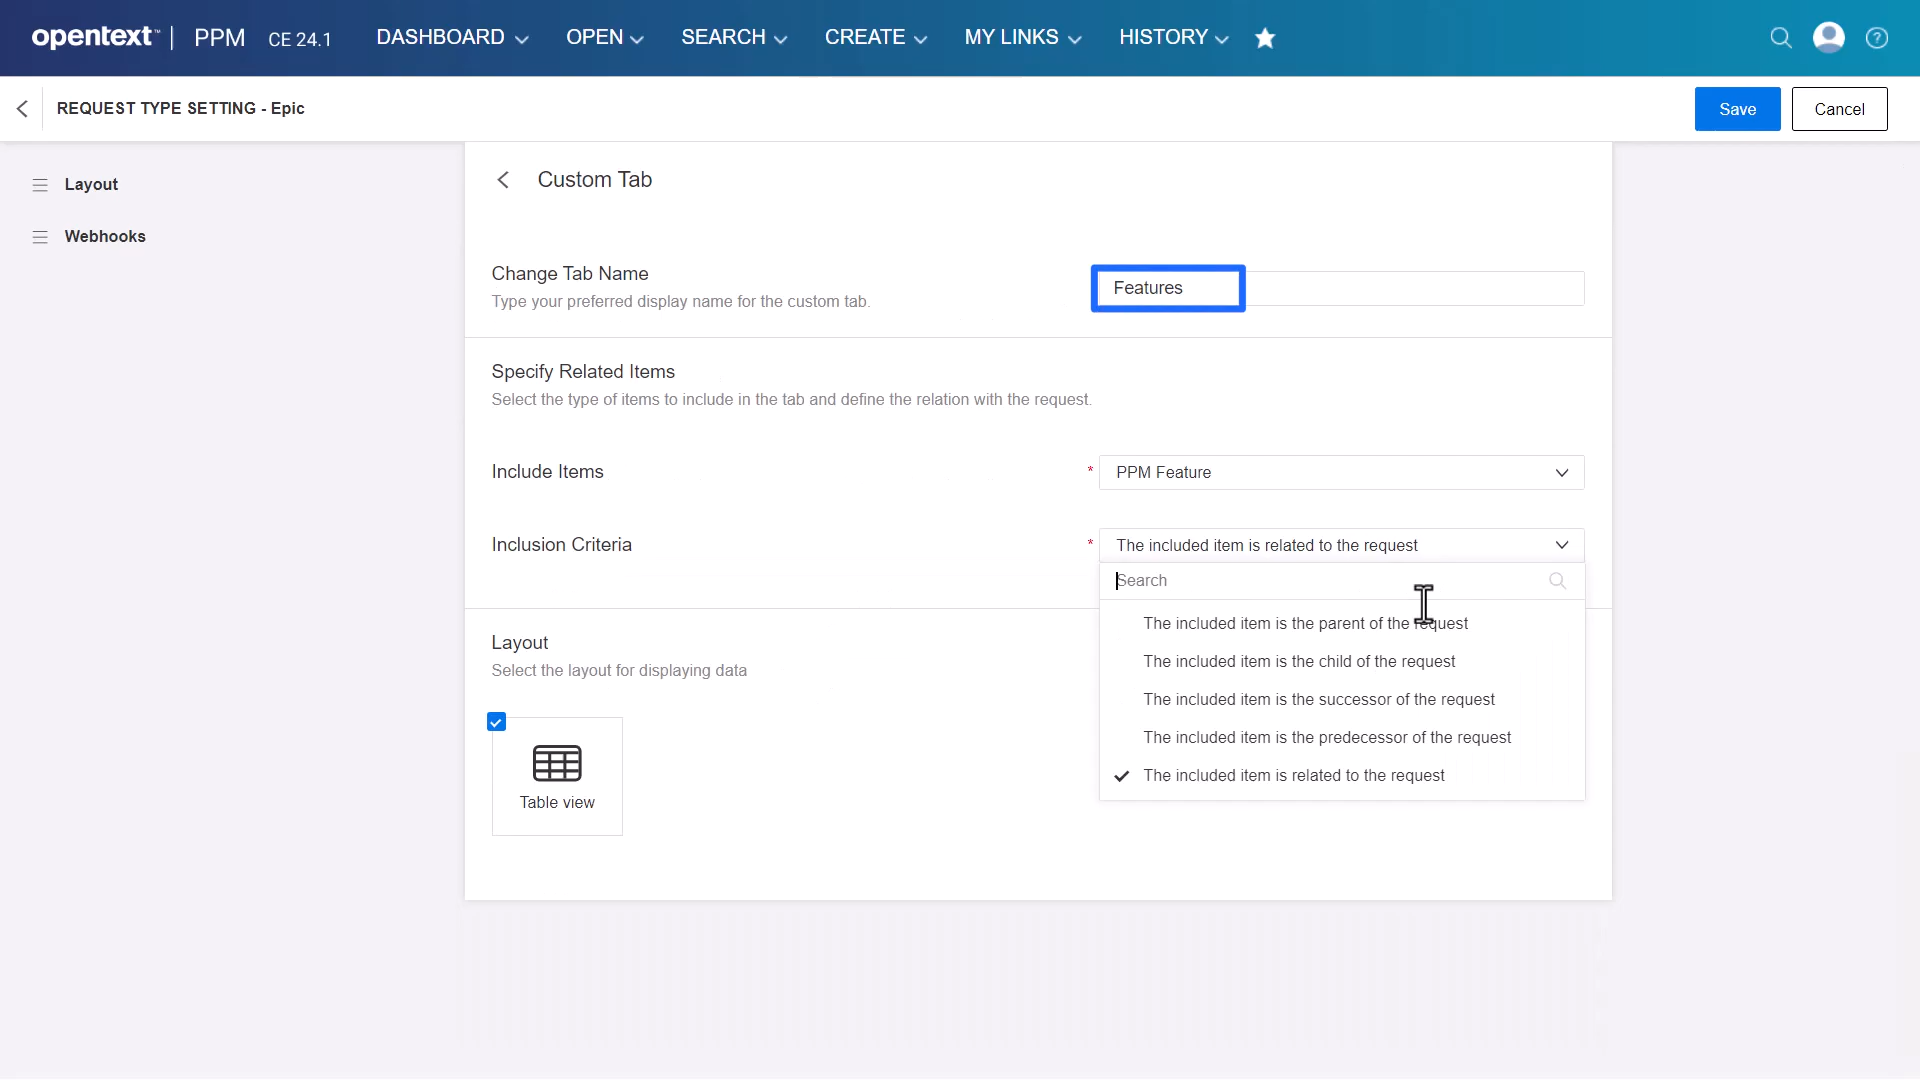 opentext™ | PPM CE 24.1 DASHBOARD OPEN SEARCH CREATE MY LINKS HISTORY
REQUEST TYPE SETTING - Epic
Save
Cancel
Layout
Webhooks
Custom Tab
Change Tab Name
Type your preferred display name for the custom tab.
Features
Specify Related Items
Select the type of items to include in the tab and define the relation with the request.
Include Items
* PPM Feature
Inclusion Criteria
* The included item is related to the request
Search
The included item is the parent of the request
The included item is the child of the request
The included item is the successor of the request
The included item is the predecessor of the request
The included item is related to the request
Layout
Select the layout for displaying data
Table view